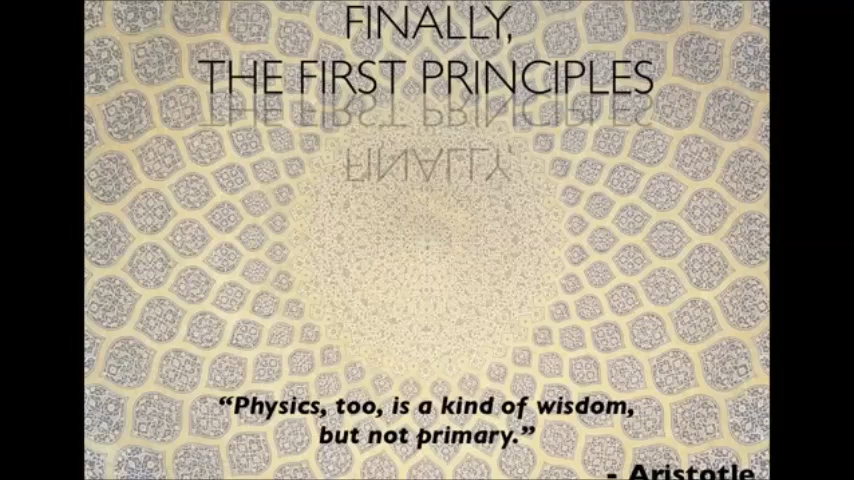 FINALLY,
THE FIRST PRINCIPLES
“Physics, too, is a kind of wisdom,
but not primary.”
- Aristotle